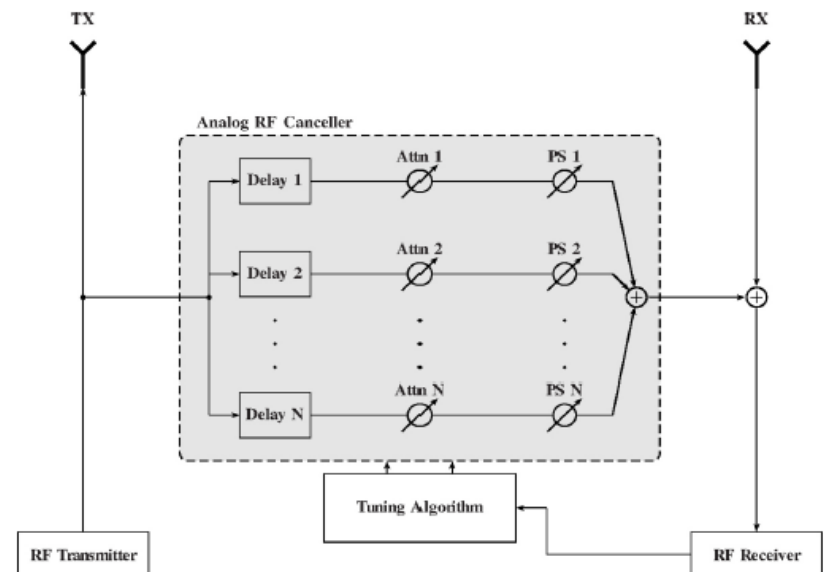 TX
RX
Analog RF Canceller
Attn 1
PS 1
Delay 1
Attn 2
PS 2
Delay 2
Attn N
PS N
Delay N
Tuning Algorithm
RF Transmitter
RF Receiver